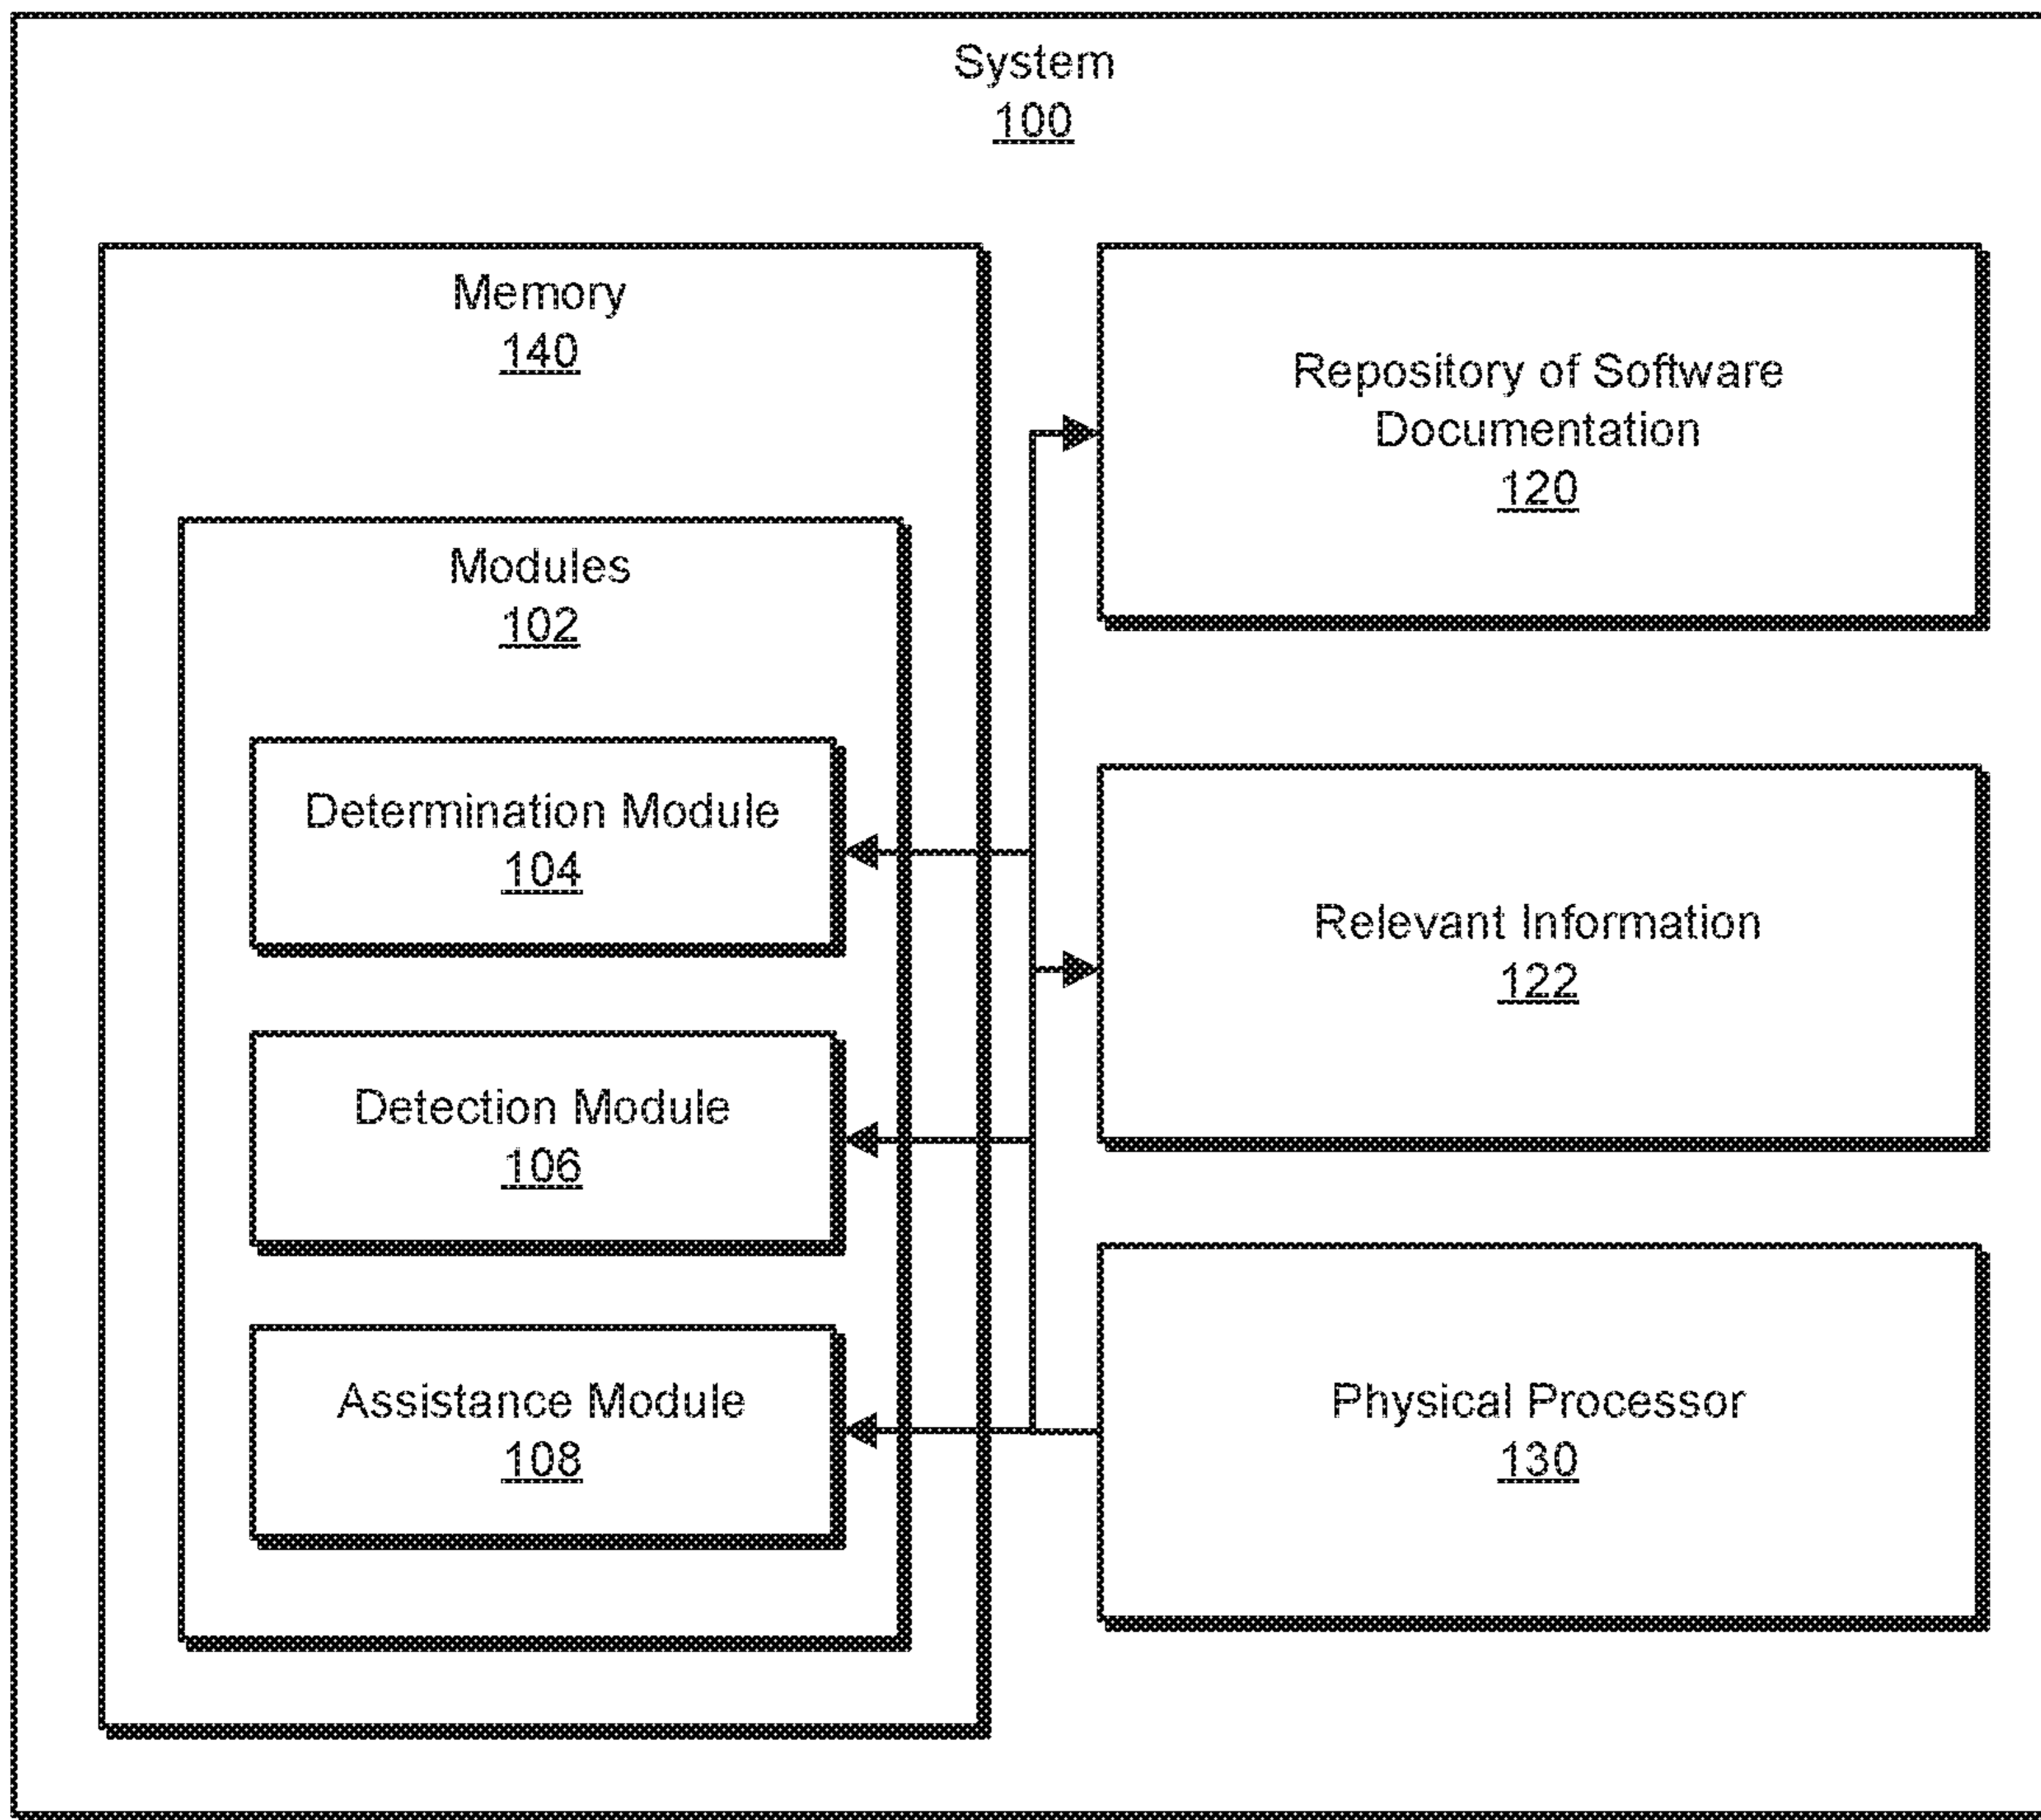 System
100
Memory
140
Modules
102
Determination Module
104
Detection Module
106
Assistance Module
108
Repository of Software
Documentation
120
Relevant Information
122
Physical Processor
130